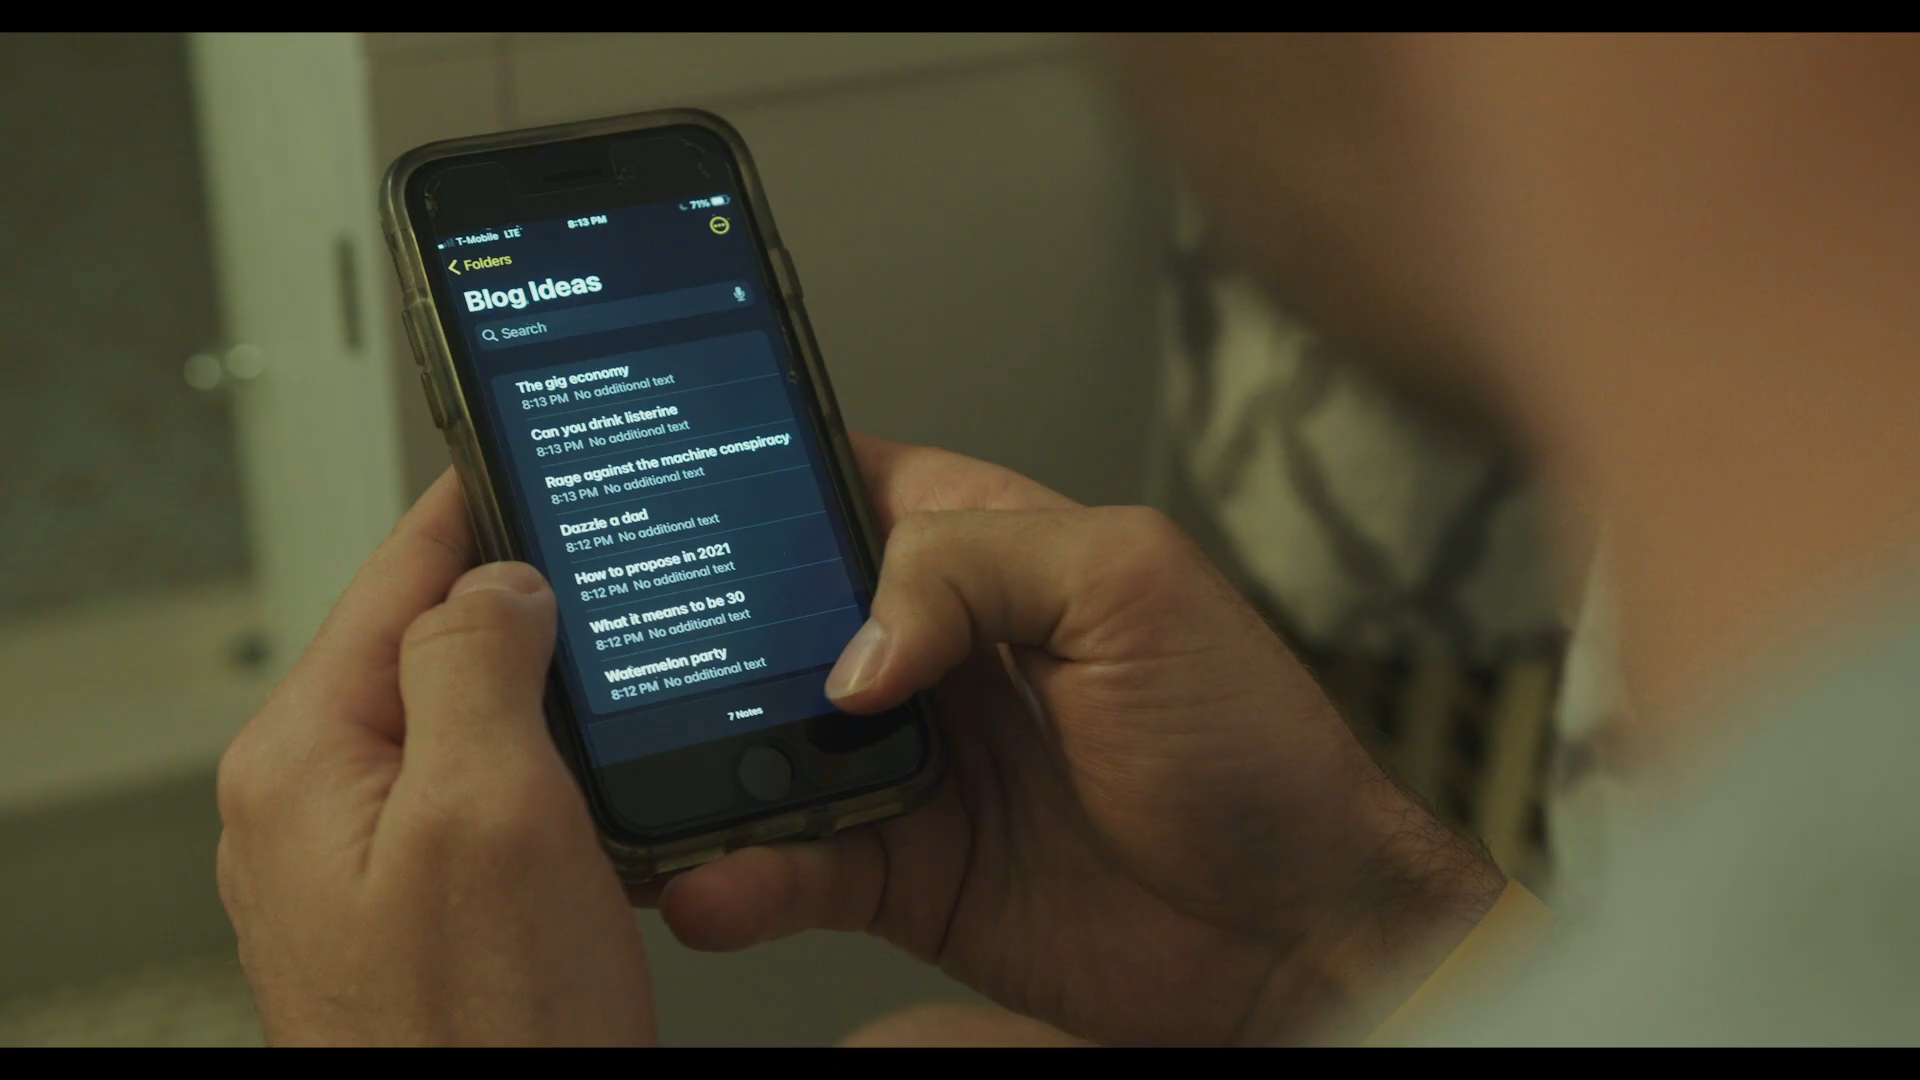 T-Mobile LTE 8:13 PM 71%
Folders
Blog Ideas
Search
The gig economy
8:13 PM No additional text
Can you drink listerine
8:13 PM No additional text
Rage against the machine conspiracy
8:13 PM No additional text
Dazzle a dad
8:12 PM No additional text
How to propose in 2021
8:12 PM No additional text
What it means to be 30
8:12 PM No additional text
Watermelon party
8:12 PM No additional text
7 Notes